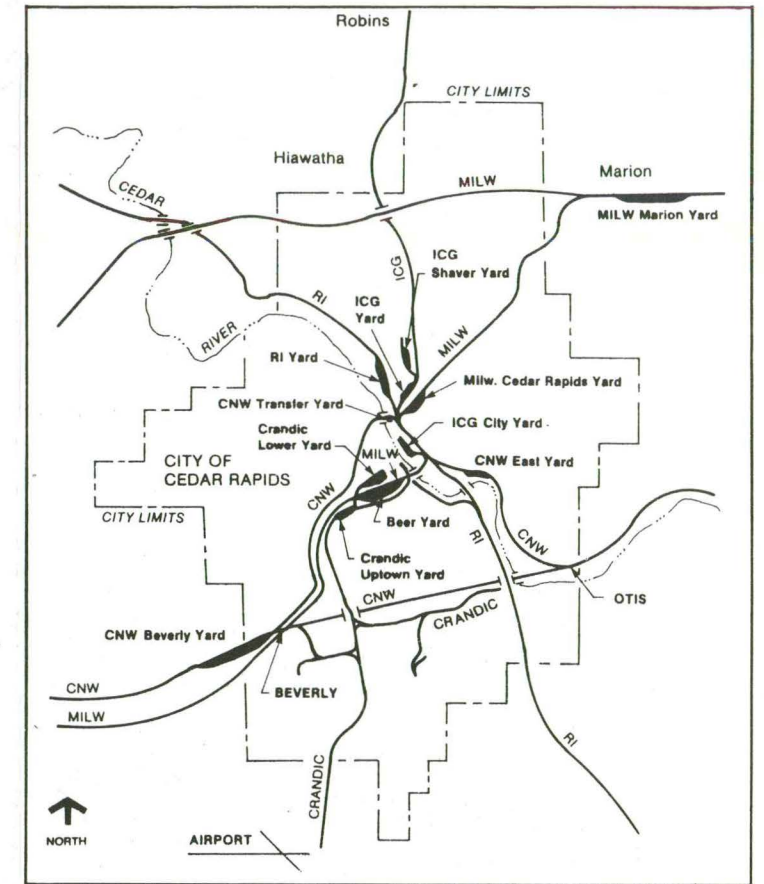 Robins
CITY LIMITS
Hiawatha
Marion
MILW
CEDAR
MILW Marion Yard
ICG
ICG
Shaver Yard
RI
ICG
Yard
MILW
RIVER
RI Yard
Milw. Cedar Rapids Yard
CNW Transfer Yard
ICG City Yard
Crandic
Lower Yard
MILW
CNW East Yard
CITY OF
CEDAR RAPIDS
CNW
CITY LIMITS
Beer Yard
RI
CNW
Crandic
Uptown Yard
CNW
OTIS
CRANDIC
CNW Beverly Yard
BEVERLY
CNW
MILW
RI
CRANDIC
NORTH
AIRPORT